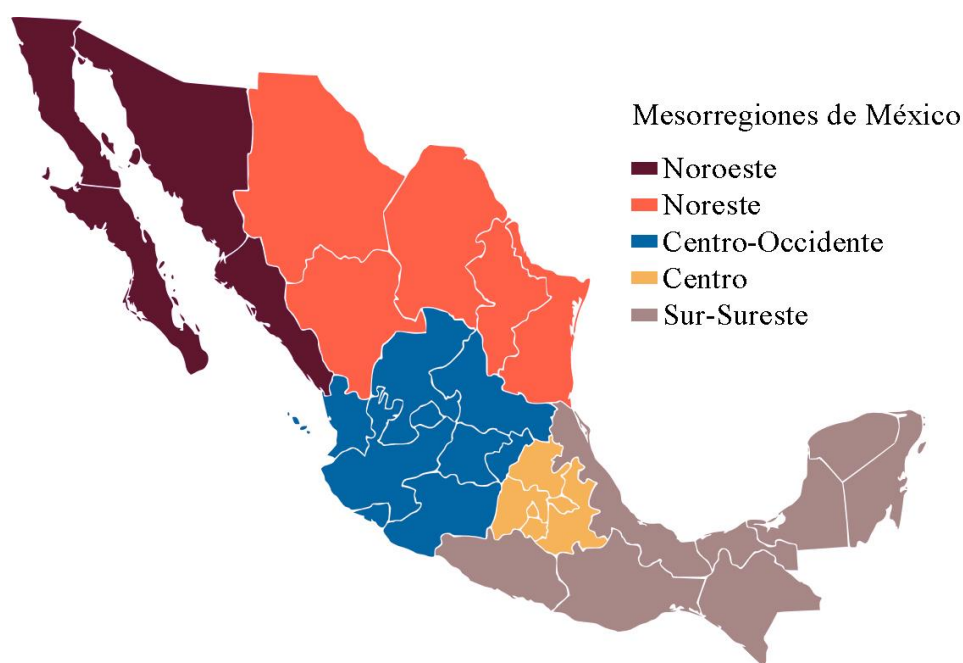 Mesorregiones de México
Noroeste
Noreste
Centro-Occidente
Centro
Sur-Sureste